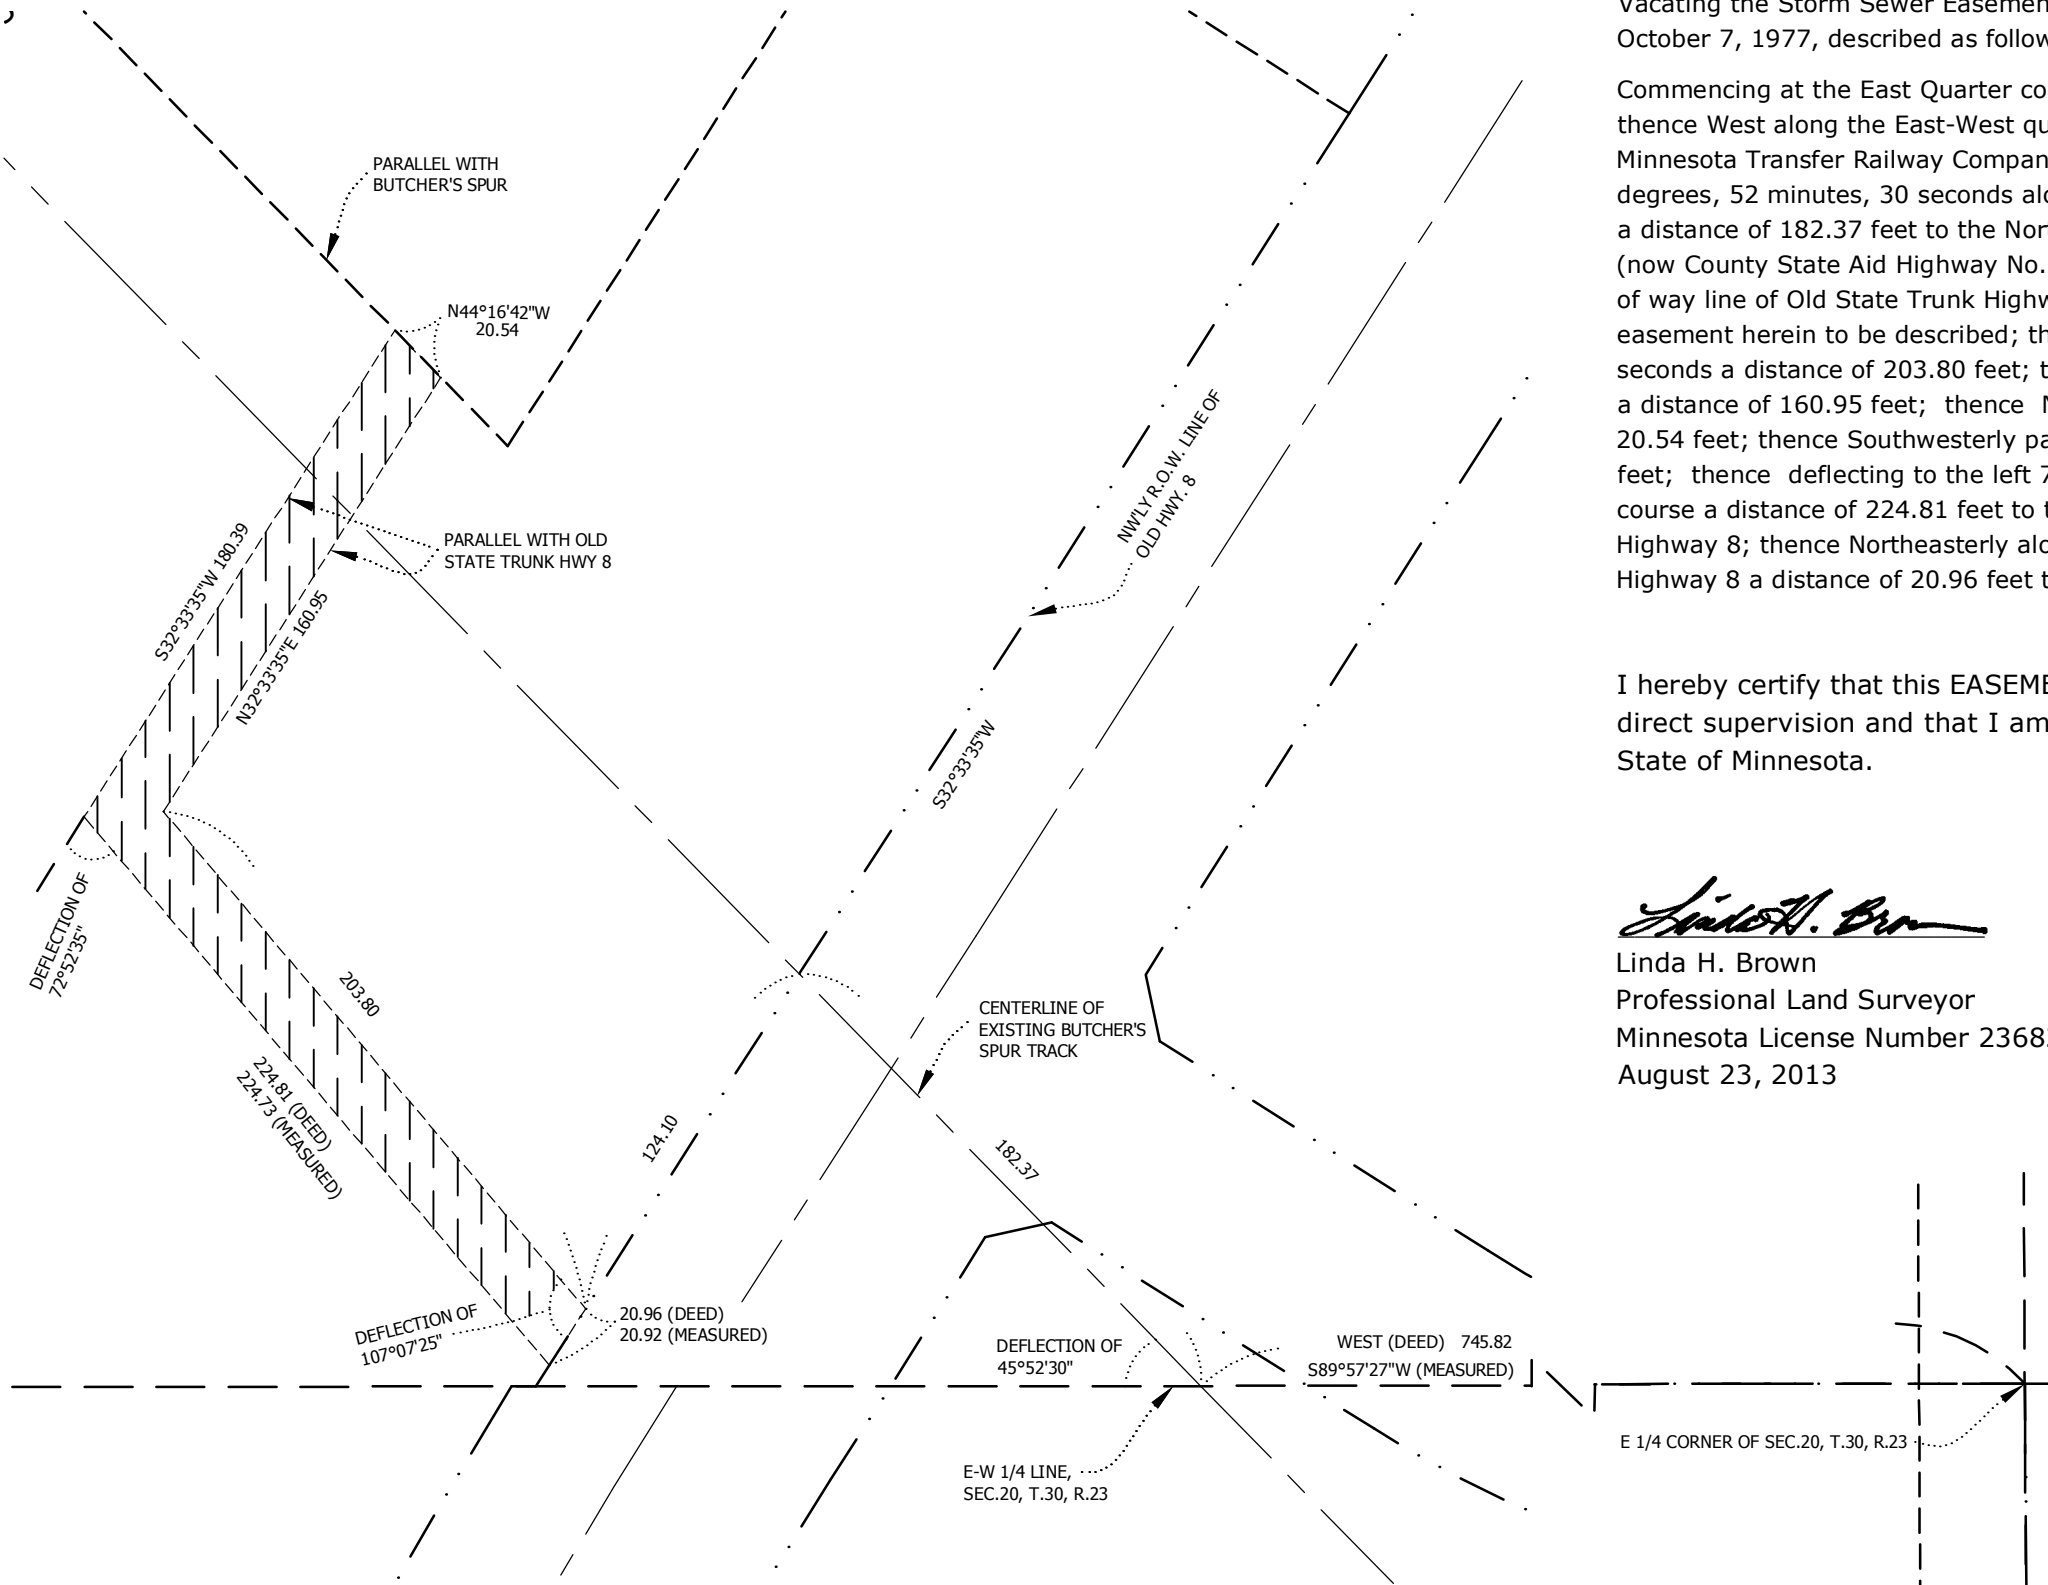 PARALLEL WITH
BUTCHER'S SPUR
N44°16'42"W
20.54
PARALLEL WITH OLD
STATE TRUNK HWY 8
S32°33'35"W 180.39
N32°33'35"E 160.95
NW'LY R.O.W. LINE OF
OLD HWY. 8
S32°33'35"W
DEFLECTION OF
72°52'35"
203.80
224.81 (DEED)
224.73 (MEASURED)
124.10
CENTERLINE OF
EXISTING BUTCHER'S
SPUR TRACK
182.37
DEFLECTION OF
107°07'25"
20.96 (DEED)
20.92 (MEASURED)
DEFLECTION OF
45°52'30"
WEST (DEED) 745.82
S89°57'27"W (MEASURED)
E-W 1/4 LINE,
SEC.20, T.30, R.23
E 1/4 CORNER OF SEC.20, T.30, R.23
Vacating the Storm Sewer Easemen
October 7, 1977, described as follow
Commencing at the East Quarter co
thence West along the East-West qu
Minnesota Transfer Railway Compan
degrees, 52 minutes, 30 seconds alo
a distance of 182.37 feet to the Nor
(now County State Aid Highway No.
of way line of Old State Trunk Highw
easement herein to be described; th
seconds a distance of 203.80 feet; t
a distance of 160.95 feet; thence N
20.54 feet; thence Southwesterly pa
feet; thence deflecting to the left 7
course a distance of 224.81 feet to t
Highway 8; thence Northeasterly alo
Highway 8 a distance of 20.96 feet t
I hereby certify that this EASEME
direct supervision and that I am
State of Minnesota.
Linda H. Brown
Professional Land Surveyor
Minnesota License Number 2368
August 23, 2013